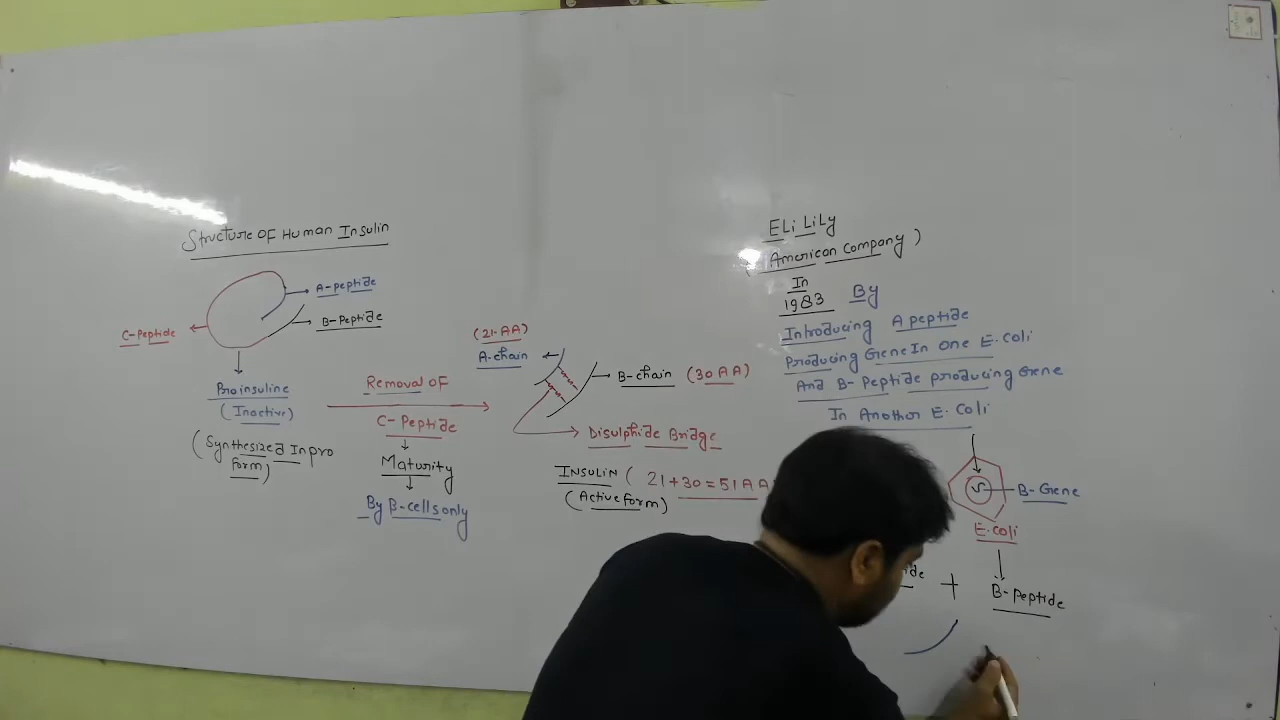 Structure OF Human Insulin
A-peptide
B-Peptide
C-Peptide
Proinsuline
(Inactive)
(Synthesized Inpro
form)
Removal OF
C-Peptide
Maturity
By β-cells only
(21-AA)
A-chain
B-chain (30 AA)
Disulphide Bridge
INSULIN ( 21+30=51 AA
(Active form)
ELi LiLy
( American company )
In
1983 By
Introducing A peptide
Producing Gene In one E.coli
And B-Peptide producing Gene
In Another E.Coli
B-Gene
E.coli
+ B-Peptide